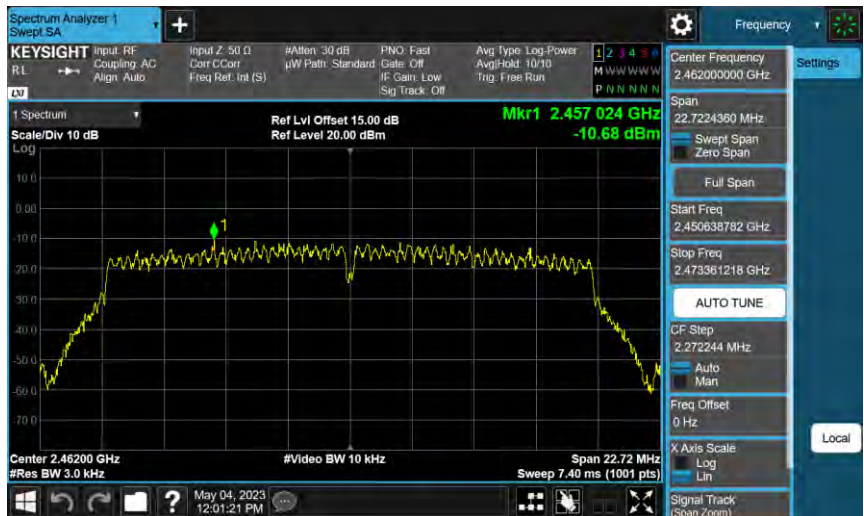 Spectrum Analyzer 1
Swept SA
+
Frequency
KEYSIGHT
RL
LXI
Input: RF
Coupling: AC
Align: Auto
Input Z: 50 Ω
Corr CCorr
Freq Ref: Int (S)
#Atten: 30 dB
µW Path: Standard
PNO: Fast
Gate: Off
IF Gain: Low
Sig Track: Off
Avg Type: Log-Power
Avg|Hold: 10/10
Trig: Free Run
1 2 3 4 5 6
M W W W W W
P N N N N N
1 Spectrum
Scale/Div 10 dB
Log
Ref Lvl Offset 15.00 dB
Ref Level 20.00 dBm
Mkr1 2.457 024 GHz
-10.68 dBm
10.0
0.00
-10.0
-20.0
-30.0
-40.0
-50.0
-60.0
-70.0
1
Center 2.46200 GHz
#Res BW 3.0 kHz
#Video BW 10 kHz
Span 22.72 MHz
Sweep 7.40 ms (1001 pts)
?
May 04, 2023
12:01:21 PM
Center Frequency
2.462000000 GHz
Span
22.7224360 MHz
Swept Span
Zero Span
Full Span
Start Freq
2.450638782 GHz
Stop Freq
2.473361218 GHz
AUTO TUNE
CF Step
2.272244 MHz
Auto
Man
Freq Offset
0 Hz
X Axis Scale
Log
Lin
Signal Track
(Span Zoom)
Settings
Local